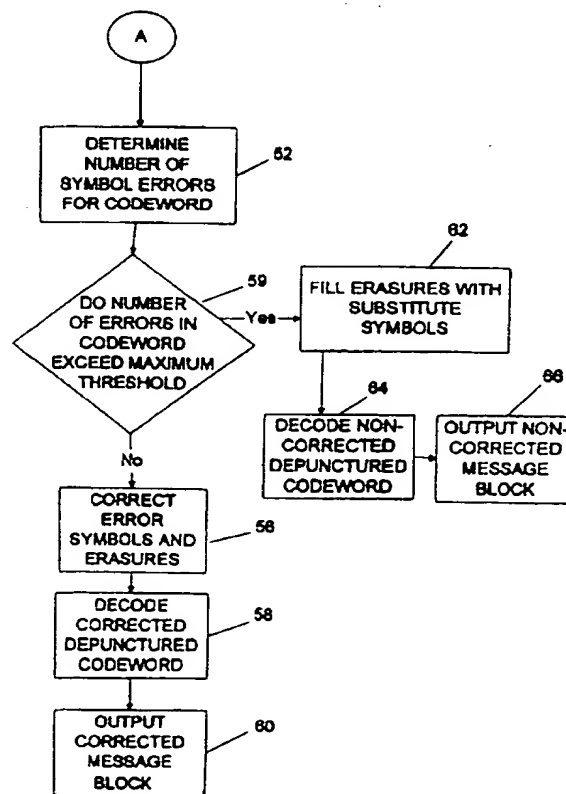 A
DETERMINE
NUMBER OF
SYMBOL ERRORS
FOR CODEWORD
52
DO NUMBER
OF ERRORS IN
CODEWORD
EXCEED MAXIMUM
THRESHOLD
59
Yes
62
FILL ERASURES WITH
SUBSTITUTE
SYMBOLS
64
DECODE NON-
CORRECTED
DEPUNCTURED
CODEWORD
66
OUTPUT NON-
CORRECTED
MESSAGE
BLOCK
No
CORRECT
ERROR
SYMBOLS AND
ERASURES
56
DECODE
CORRECTED
DEPUNCTURED
CODEWORD
58
OUTPUT
CORRECTED
MESSAGE
BLOCK
60